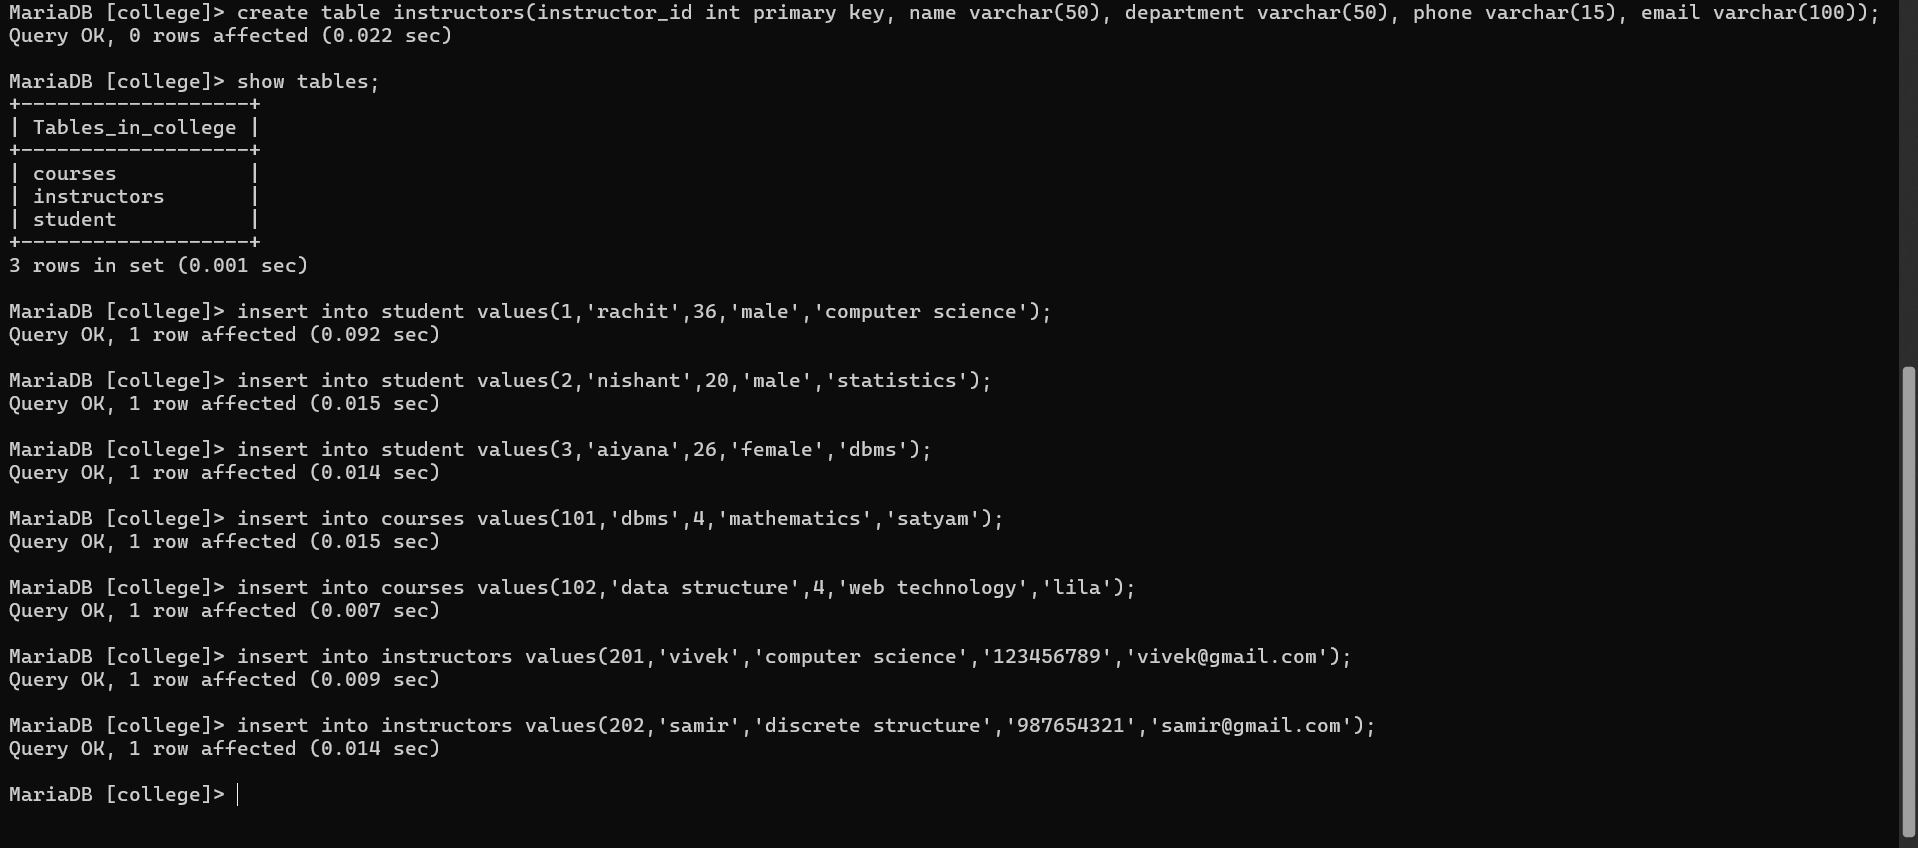 MariaDB [college]> create table instructors(instructor_id int primary key, name varchar(50), department varchar(50), phone varchar(15), email varchar(100));
Query OK, 0 rows affected (0.022 sec)
MariaDB [college]> show tables;
+-------------------+
| Tables_in_college |
+-------------------+
| courses           |
| instructors       |
| student           |
+-------------------+
3 rows in set (0.001 sec)
MariaDB [college]> insert into student values(1,'rachit',36,'male','computer science');
Query OK, 1 row affected (0.092 sec)
MariaDB [college]> insert into student values(2,'nishant',20,'male','statistics');
Query OK, 1 row affected (0.015 sec)
MariaDB [college]> insert into student values(3,'aiyana',26,'female','dbms');
Query OK, 1 row affected (0.014 sec)
MariaDB [college]> insert into courses values(101,'dbms',4,'mathematics','satyam');
Query OK, 1 row affected (0.015 sec)
MariaDB [college]> insert into courses values(102,'data structure',4,'web technology','lila');
Query OK, 1 row affected (0.007 sec)
MariaDB [college]> insert into instructors values(201,'vivek','computer science','123456789','vivek@gmail.com');
Query OK, 1 row affected (0.009 sec)
MariaDB [college]> insert into instructors values(202,'samir','discrete structure','987654321','samir@gmail.com');
Query OK, 1 row affected (0.014 sec)
MariaDB [college]>